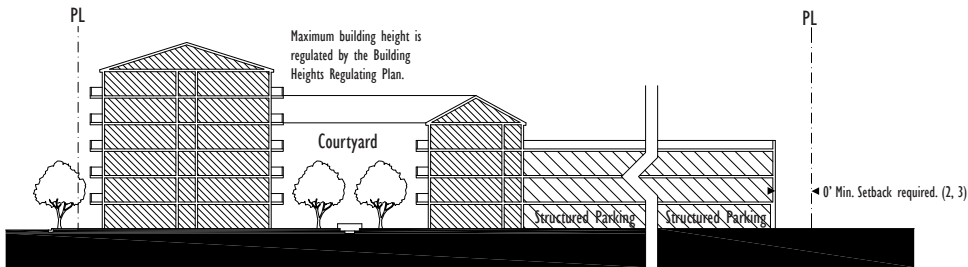 PL
PL
Maximum building height is
regulated by the Building
Heights Regulating Plan.
Courtyard
0' Min. Setback required. (2, 3)
Structured Parking
Structured Parking